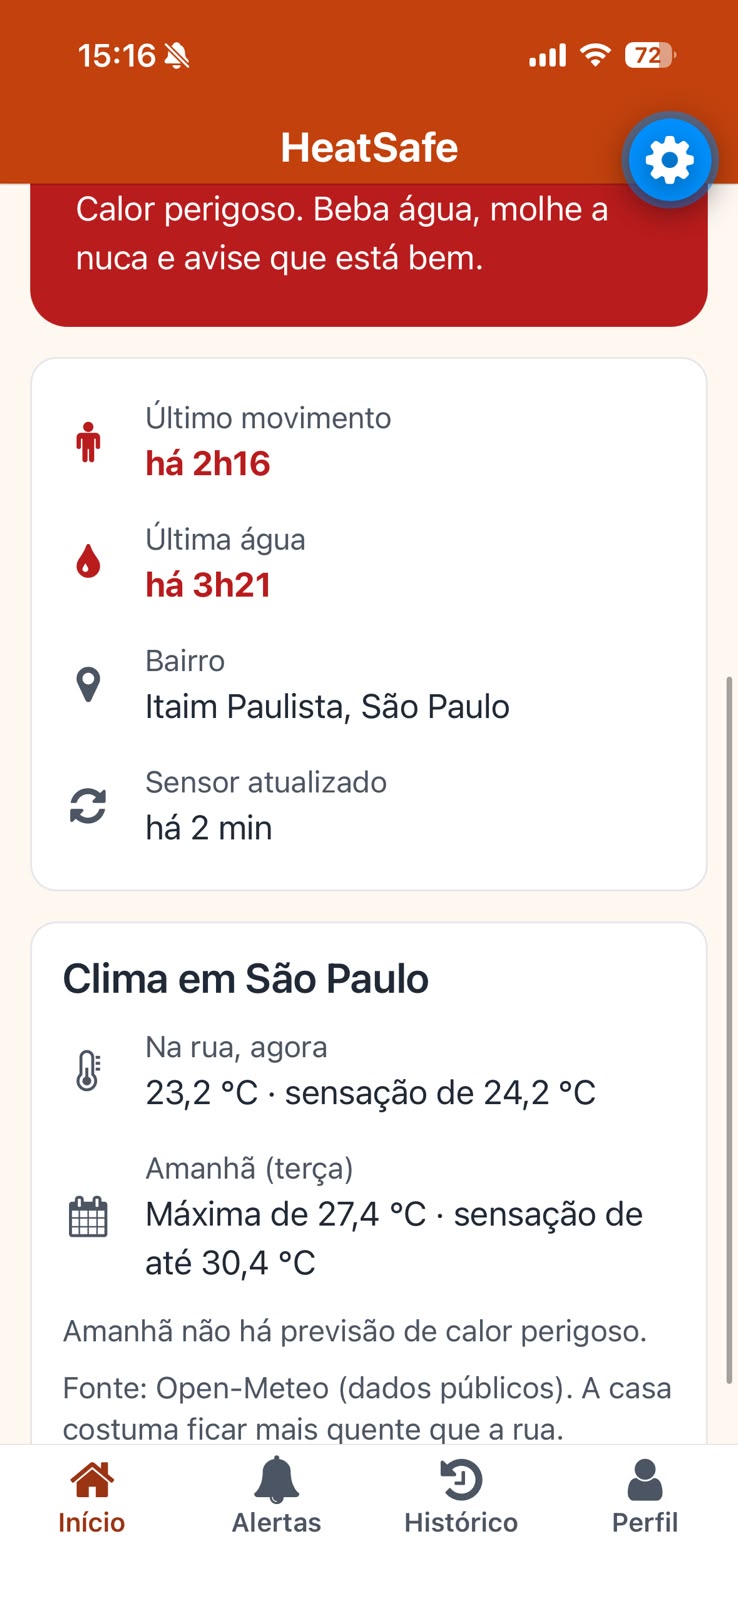 15:16
72
HeatSafe
Calor perigoso. Beba água, molhe a
nuca e avise que está bem.
Último movimento
há 2h16
Última água
há 3h21
Bairro
Itaim Paulista, São Paulo
Sensor atualizado
há 2 min
Clima em São Paulo
Na rua, agora
23,2 °C · sensação de 24,2 °C
Amanhã (terça)
Máxima de 27,4 °C · sensação de
até 30,4 °C
Amanhã não há previsão de calor perigoso.
Fonte: Open-Meteo (dados públicos). A casa
costuma ficar mais quente que a rua.
Início
Alertas
Histórico
Perfil